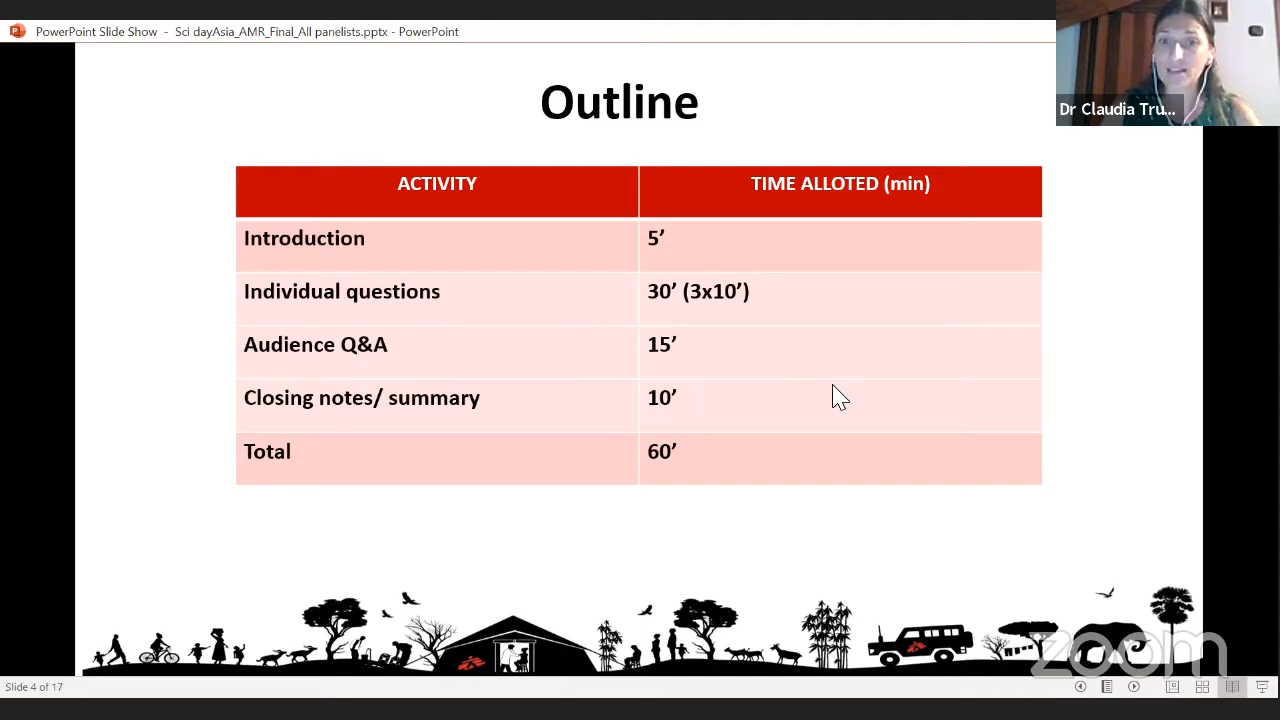 PowerPoint Slide Show - Sci dayAsia_AMR_Final_All panelists.pptx - PowerPoint
Dr Claudia Tru...
Outline
ACTIVITY TIME ALLOTED (min)
Introduction 5’
Individual questions 30’ (3x10’)
Audience Q&A 15’
Closing notes/ summary 10’
Total 60’
zoom
Slide 4 of 17